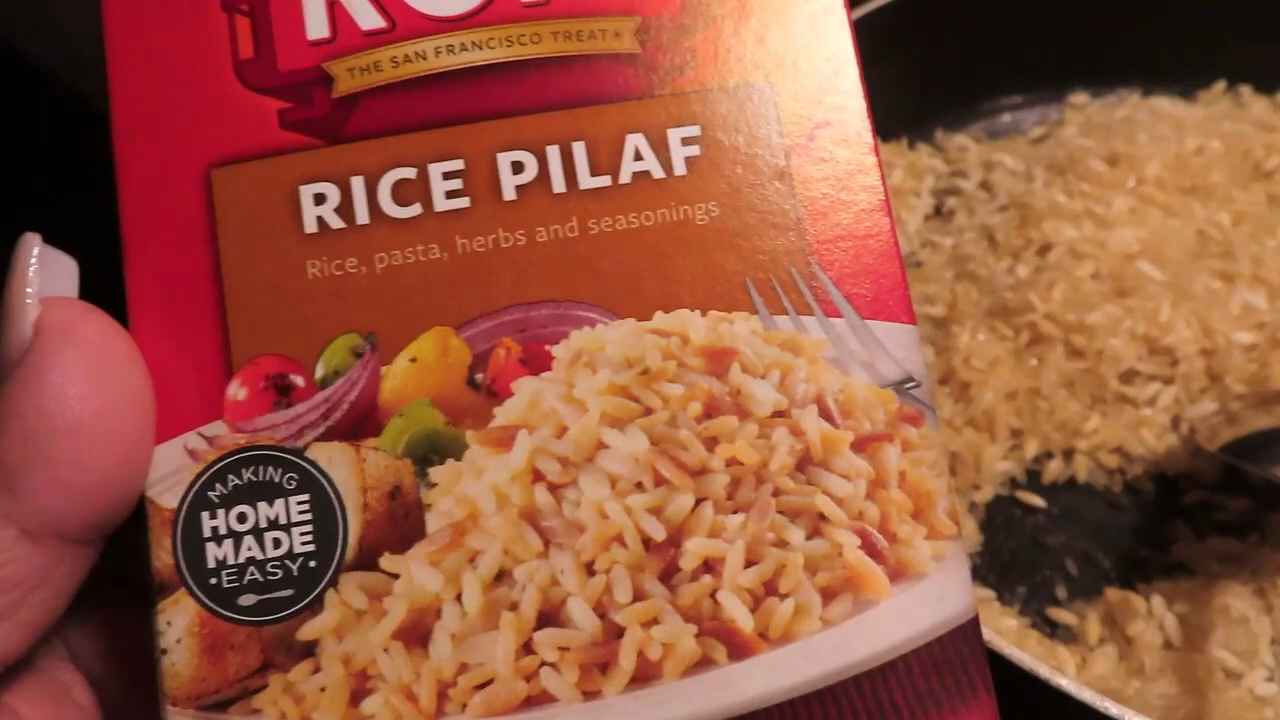 THE SAN FRANCISCO TREAT
RICE PILAF
Rice, pasta, herbs and seasonings
MAKING
HOME
MADE
•EASY•